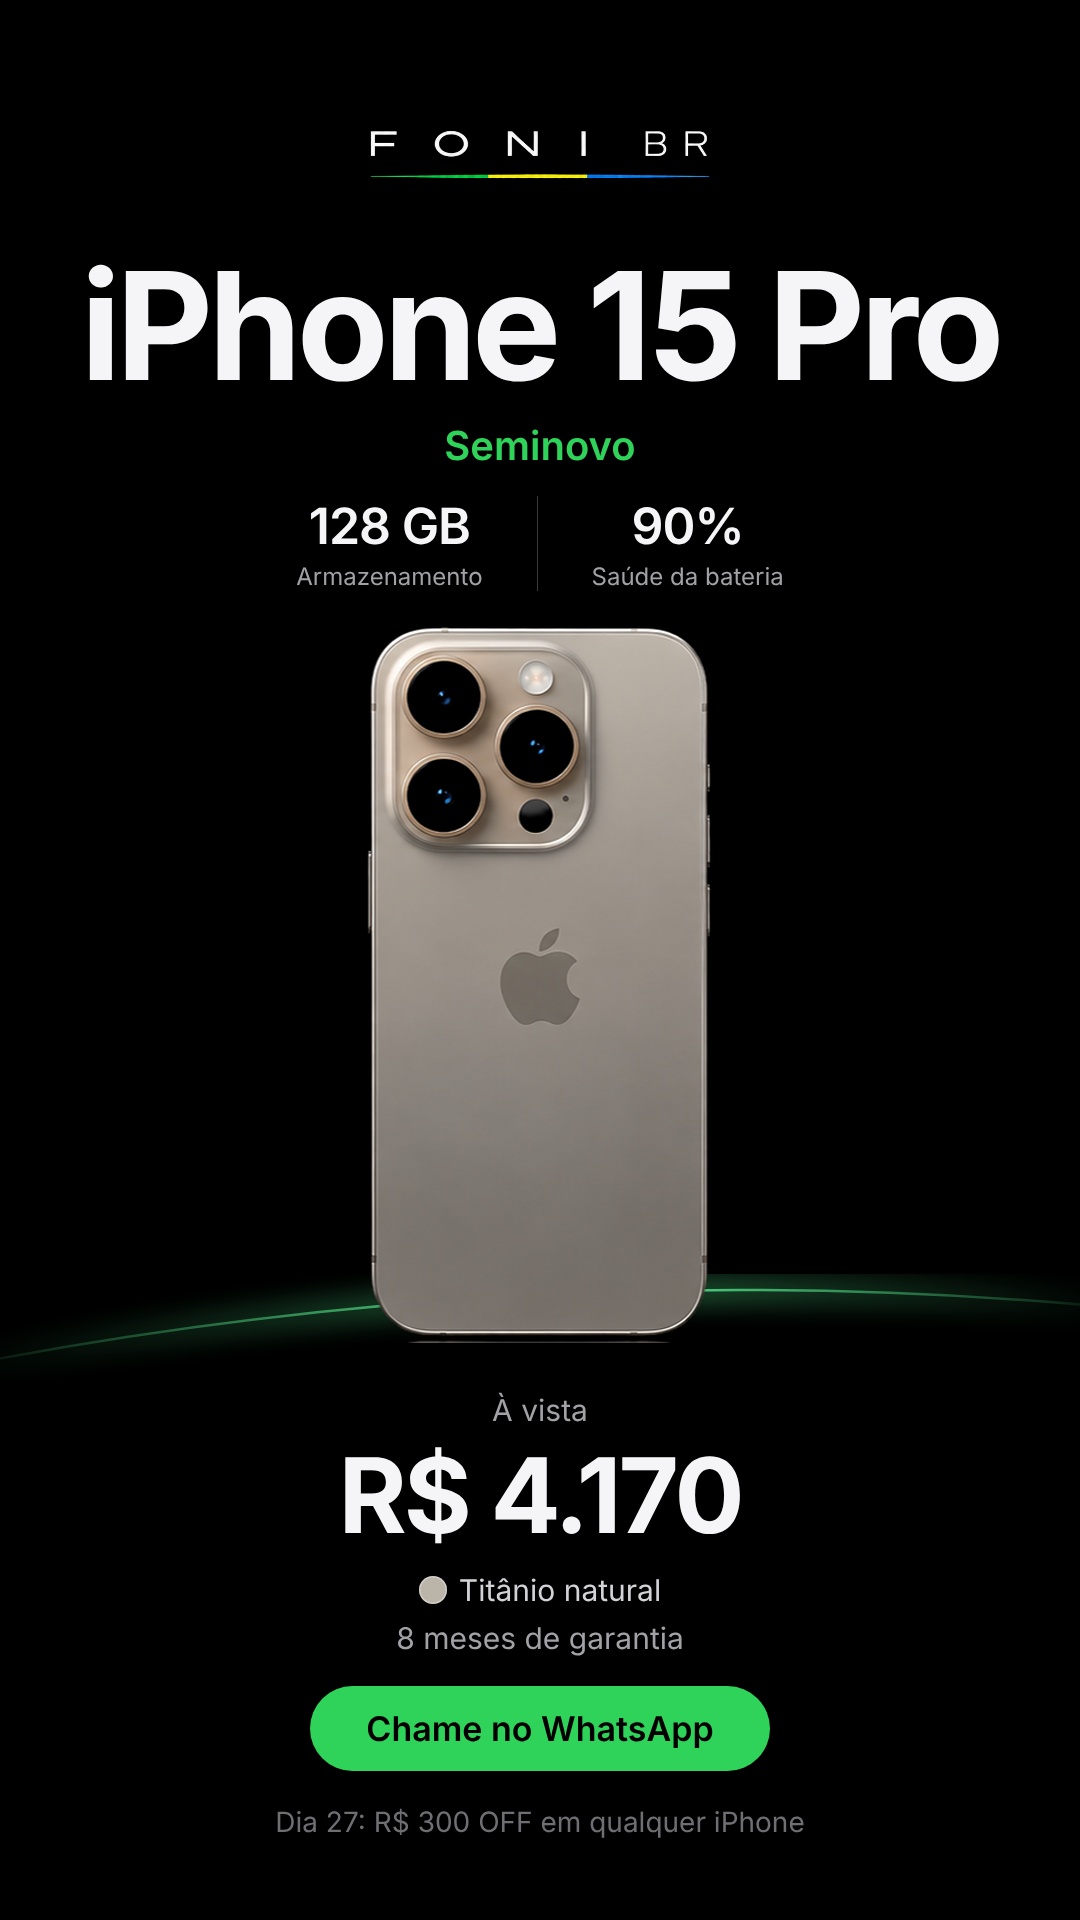 FONI BR
iPhone 15 Pro
Seminovo
128 GB
Armazenamento
90%
Saúde da bateria
À vista
R$ 4.170
Titânio natural
8 meses de garantia
Chame no WhatsApp
Dia 27: R$ 300 OFF em qualquer iPhone